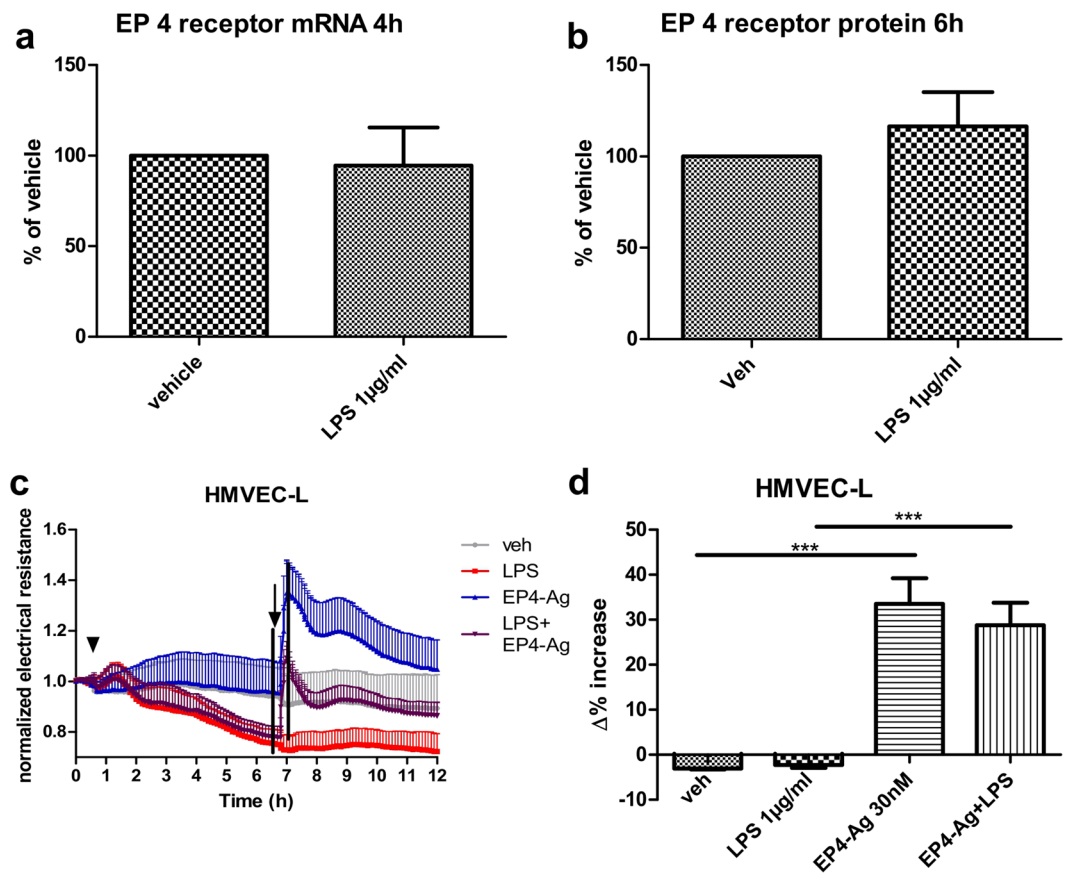 a
EP 4 receptor mRNA 4h
% of vehicle
150
100
50
0
vehicle
LPS 1µg/ml
b
EP 4 receptor protein 6h
% of vehicle
150
100
50
0
Veh
LPS 1µg/ml
c
HMVEC-L
normalized electrical resistance
1.6
1.4
1.2
1.0
0.8
0 1 2 3 4 5 6 7 8 9 10 11 12
Time (h)
veh
LPS
EP4-Ag
LPS+
EP4-Ag
d
HMVEC-L
Δ% increase
50
40
30
20
10
0
-10
***
***
veh
LPS 1µg/ml
EP4-Ag 30nM
EP4-Ag+LPS